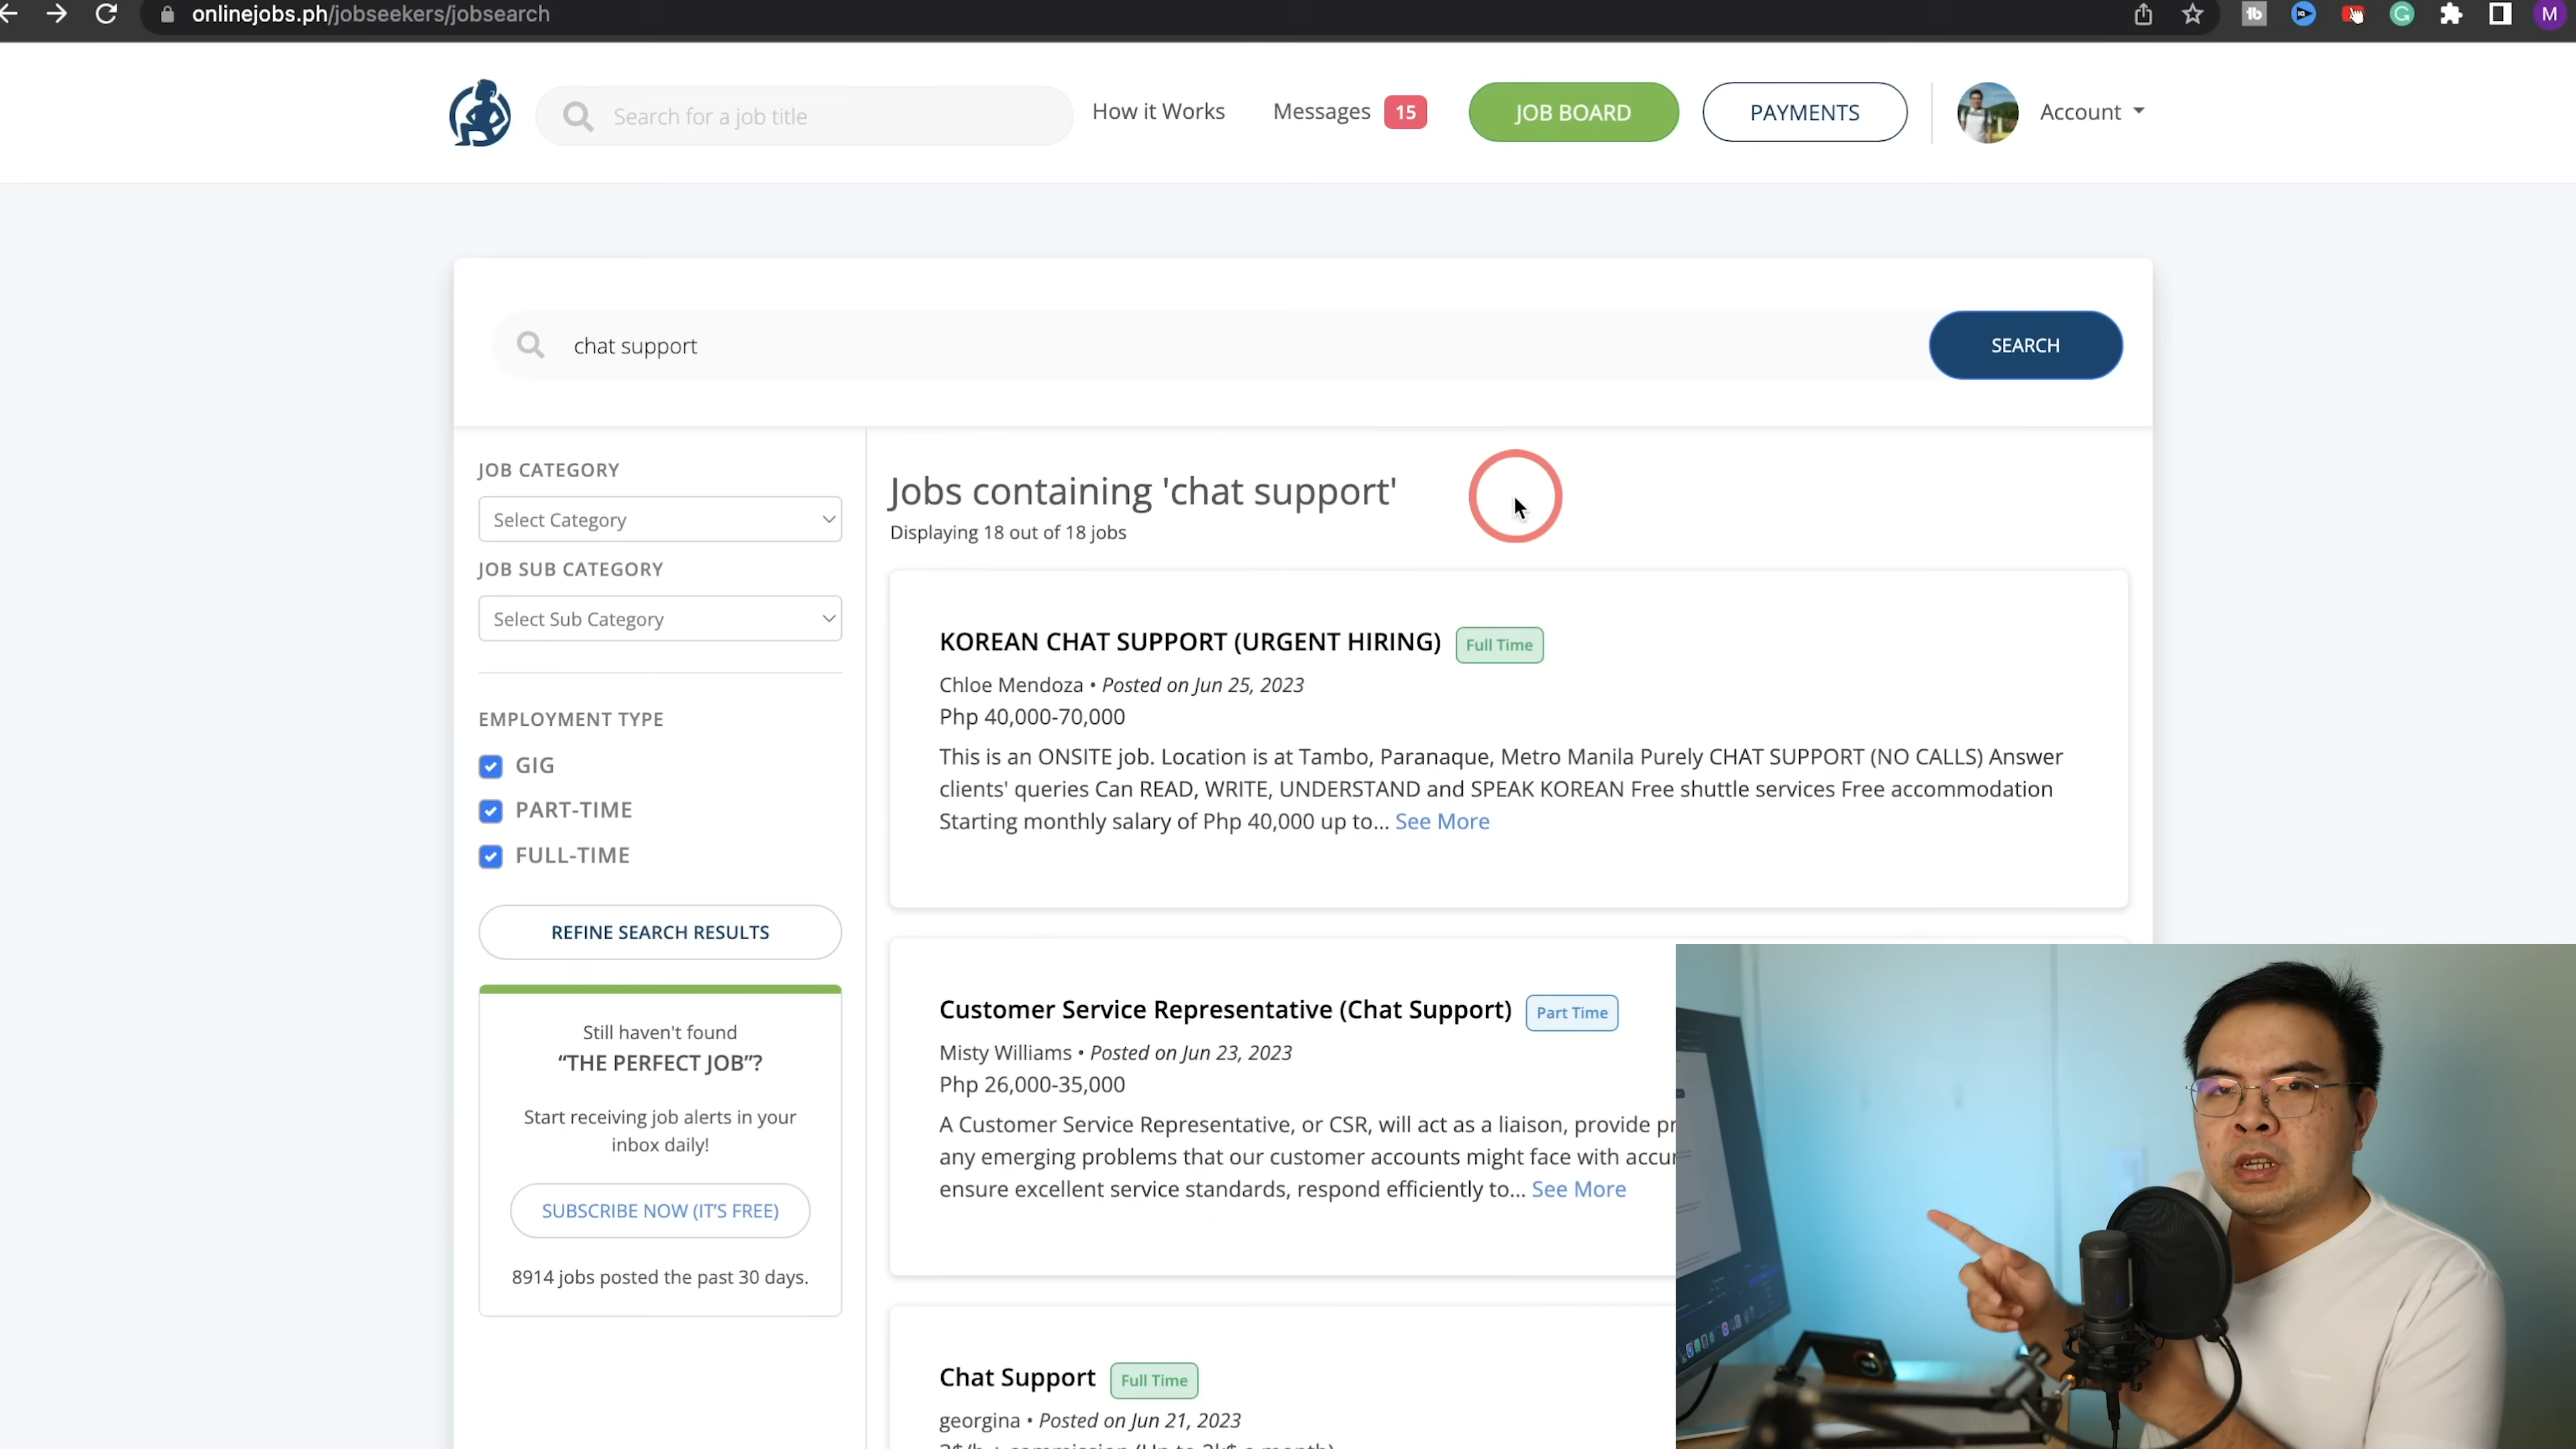 onlinejobs.ph/jobseekers/jobsearch
tb
IQ
G
M
Search for a job title
How it Works
Messages 15
JOB BOARD
PAYMENTS
Account
chat support
SEARCH
JOB CATEGORY
Select Category
JOB SUB CATEGORY
Select Sub Category
EMPLOYMENT TYPE
GIG
PART-TIME
FULL-TIME
REFINE SEARCH RESULTS
Still haven't found
“THE PERFECT JOB”?
Start receiving job alerts in your
inbox daily!
SUBSCRIBE NOW (IT’S FREE)
8914 jobs posted the past 30 days.
Jobs containing 'chat support'
Displaying 18 out of 18 jobs
KOREAN CHAT SUPPORT (URGENT HIRING) Full Time
Chloe Mendoza • Posted on Jun 25, 2023
Php 40,000-70,000
This is an ONSITE job. Location is at Tambo, Paranaque, Metro Manila Purely CHAT SUPPORT (NO CALLS) Answer
clients' queries Can READ, WRITE, UNDERSTAND and SPEAK KOREAN Free shuttle services Free accommodation
Starting monthly salary of Php 40,000 up to... See More
Customer Service Representative (Chat Support) Part Time
Misty Williams • Posted on Jun 23, 2023
Php 26,000-35,000
A Customer Service Representative, or CSR, will act as a liaison, provide pr
any emerging problems that our customer accounts might face with accur
ensure excellent service standards, respond efficiently to... See More
Chat Support Full Time
georgina • Posted on Jun 21, 2023
3$/h + commission (Up to 2k$ a month)